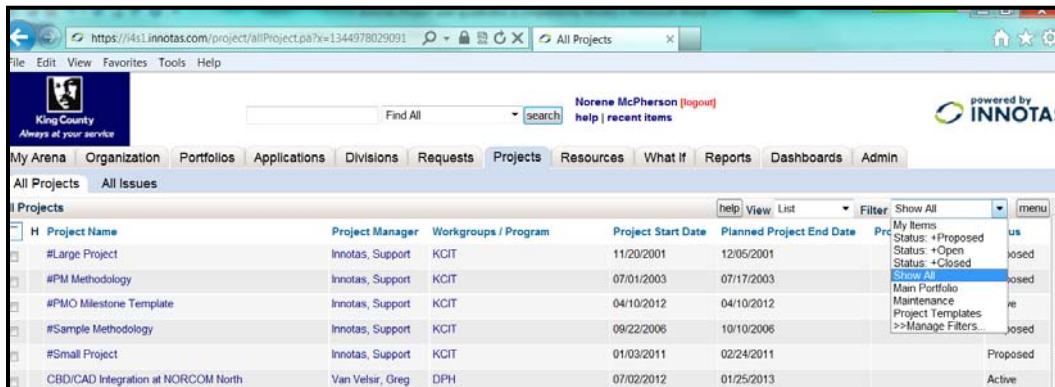 https://i4s1.innotas.com/project/allProject.pa?x=1344978029091 All Projects
File Edit View Favorites Tools Help
King County
Always at your service
Find All search
Norene McPherson [logout]
help | recent items
powered by
INNOTAS
My Arena Organization Portfolios Applications Divisions Requests Projects Resources What If Reports Dashboards Admin
All Projects All Issues
ll Projects help View List Filter Show All menu
H Project Name Project Manager Workgroups / Program Project Start Date Planned Project End Date Pro us
My Items
Status: +Proposed
Status: +Open
Status: +Closed
Show All
Main Portfolio
Maintenance
Project Templates
>>Manage Filters...
#Large Project Innotas, Support KCIT 11/20/2001 12/05/2001 posed
#PM Methodology Innotas, Support KCIT 07/01/2003 07/17/2003 posed
#PMO Milestone Template Innotas, Support KCIT 04/10/2012 04/10/2012 ve
#Sample Methodology Innotas, Support KCIT 09/22/2006 10/10/2006 posed
#Small Project Innotas, Support KCIT 01/03/2011 02/24/2011 Proposed
CBD/CAD Integration at NORCOM North Van Velsir, Greg DPH 07/02/2012 01/25/2013 Active